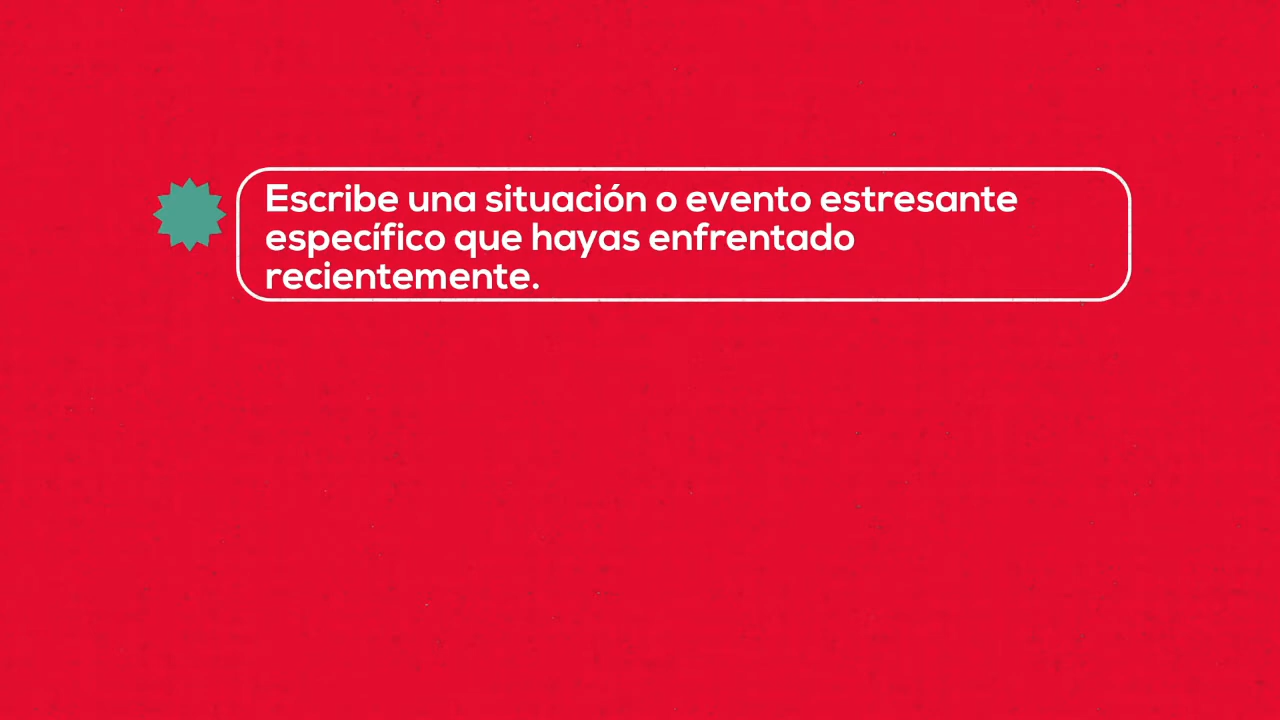 Escribe una situación o evento estresante
específico que hayas enfrentado
recientemente.